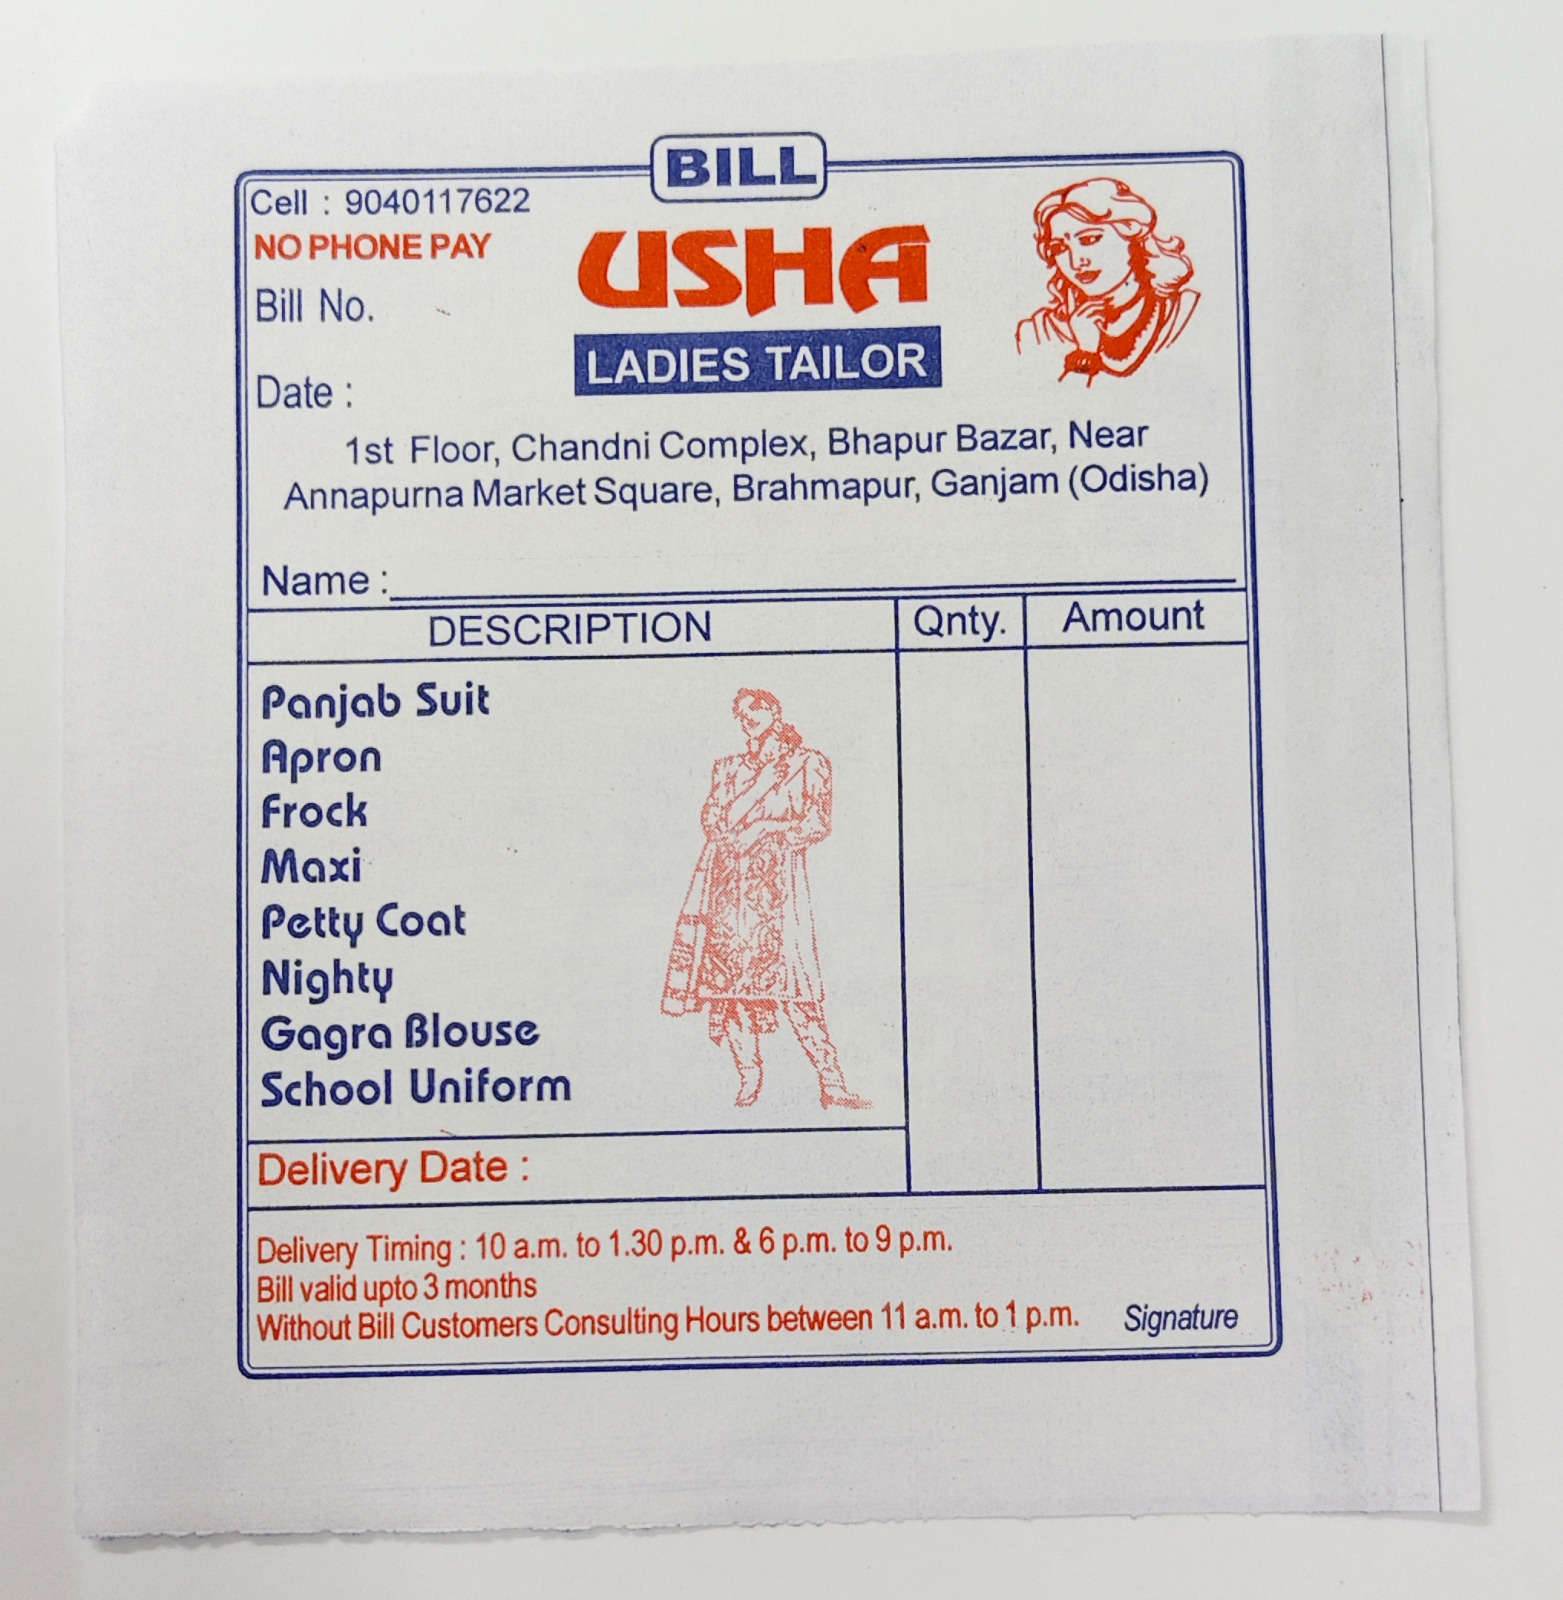 BILL
Cell : 9040117622
NO PHONE PAY
Bill No.
Date :
USHA
LADIES TAILOR
1st Floor, Chandni Complex, Bhapur Bazar, Near
Annapurna Market Square, Brahmapur, Ganjam (Odisha)
Name :
DESCRIPTION Qnty. Amount
Panjab Suit
Apron
Frock
Maxi
Petty Coat
Nighty
Gagra Blouse
School Uniform
Delivery Date :
Delivery Timing : 10 a.m. to 1.30 p.m. & 6 p.m. to 9 p.m.
Bill valid upto 3 months
Without Bill Customers Consulting Hours between 11 a.m. to 1 p.m. Signature